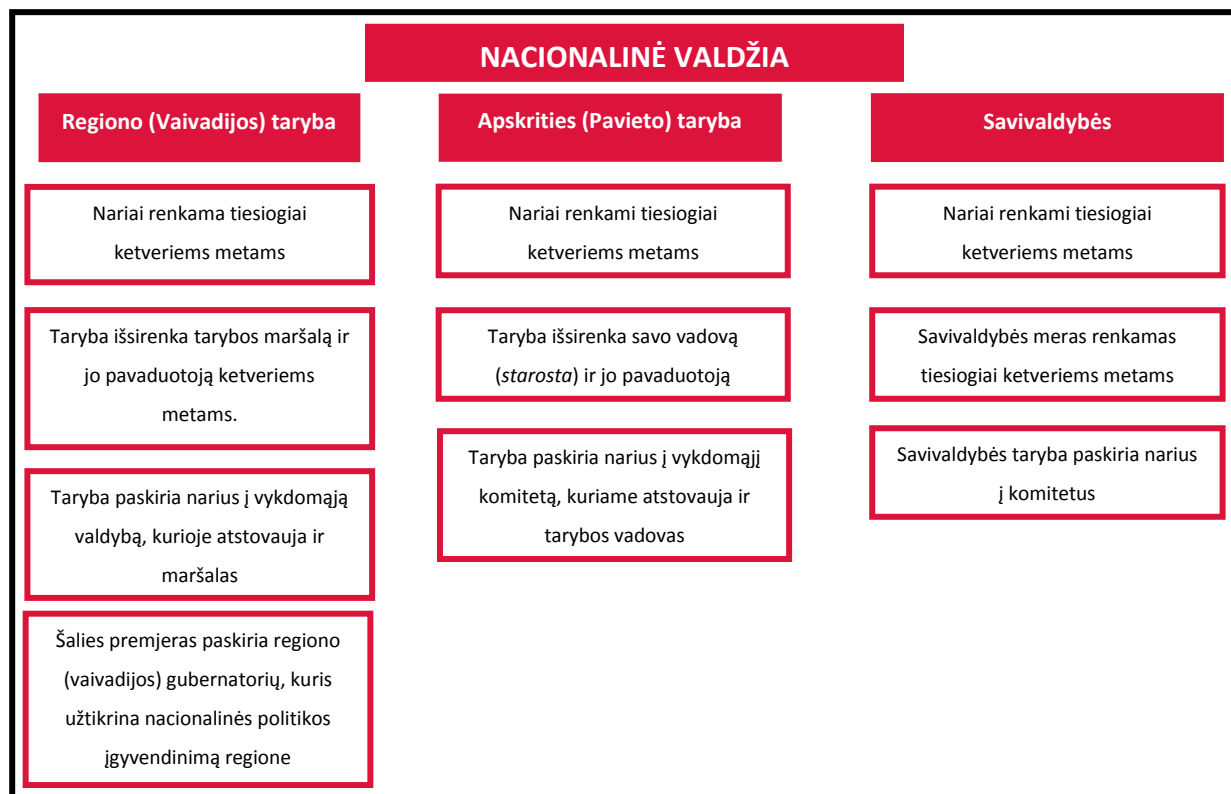 NACIONALINĖ VALDŽIA
Regiono (Vaivadijos) taryba
Nariai renkama tiesiogiai
ketveriems metams
Taryba išsirenka tarybos maršalą ir
jo pavaduotoją ketveriems
metams.
Taryba paskiria narius į vykdomąją
valdybą, kurioje atstovauja ir
maršalas
Šalies premjeras paskiria regiono
(vaivadijos) gubernatorių, kuris
užtikrina nacionalinės politikos
įgyvendinimą regione
Apskrities (Pavieto) taryba
Nariai renkami tiesiogiai
ketveriems metams
Taryba išsirenka savo vadovą
(starosta) ir jo pavaduotoją
Taryba paskiria narius į vykdomąjį
komitetą, kuriame atstovauja ir
tarybos vadovas
Savivaldybės
Nariai renkami tiesiogiai
ketveriems metams
Savivaldybės meras renkamas
tiesiogiai ketveriems metams
Savivaldybės taryba paskiria narius
į komitetus